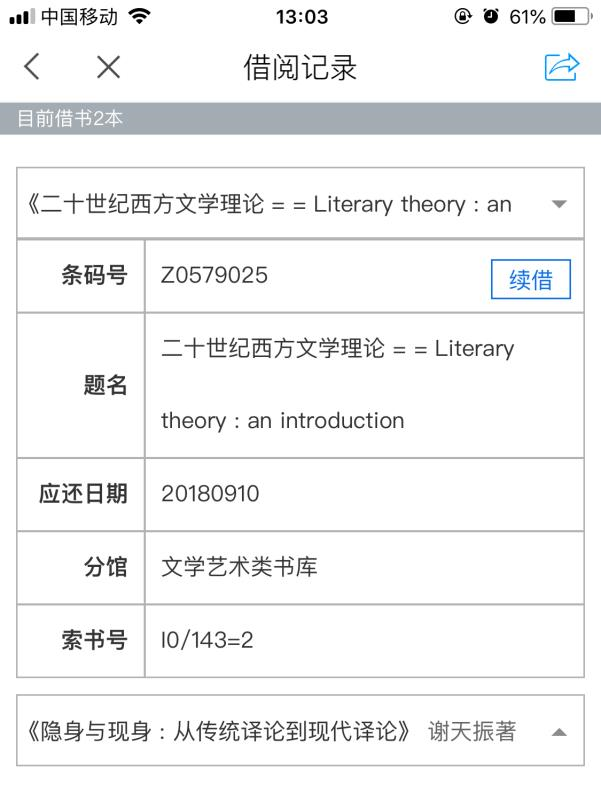 中国移动 13:03 61%
借阅记录
目前借书2本
《二十世纪西方文学理论 = = Literary theory : an
条码号 Z0579025 续借
二十世纪西方文学理论 = = Literary
题名
theory : an introduction
应还日期 20180910
分馆 文学艺术类书库
索书号 I0/143=2
《隐身与现身 : 从传统译论到现代译论》 谢天振著